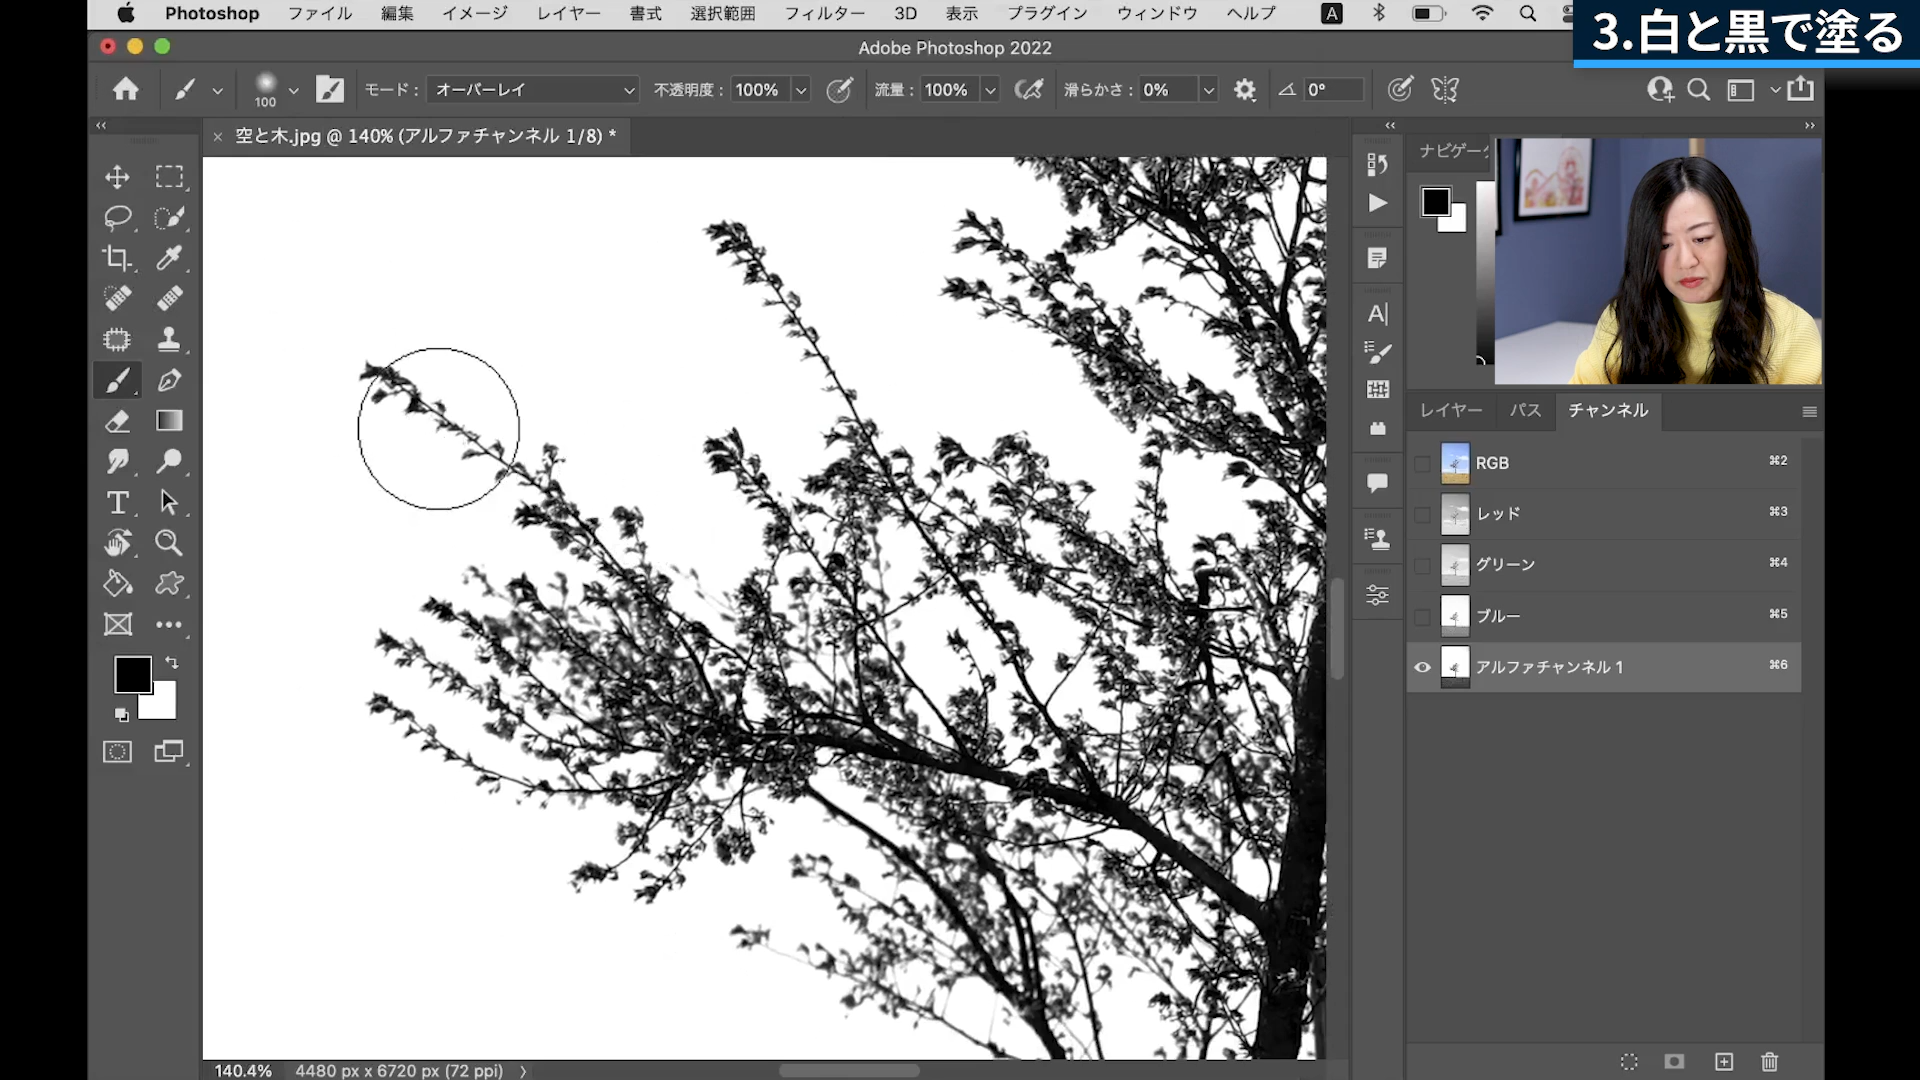 Photoshop ファイル 編集 イメージ レイヤー 書式 選択範囲 フィルター 3D 表示 プラグイン ウィンドウ ヘルプ A
3.白と黒で塗る
Adobe Photoshop 2022
100 モード： オーバーレイ 不透明度： 100% 流量： 100% 滑らかさ： 0% 0°
空と木.jpg @ 140% (アルファチャンネル 1/8) *
ナビゲー
レイヤー パス チャンネル
RGB ⌘2
レッド ⌘3
グリーン ⌘4
ブルー ⌘5
アルファチャンネル 1 ⌘6
140.4% 4480 px x 6720 px (72 ppi)